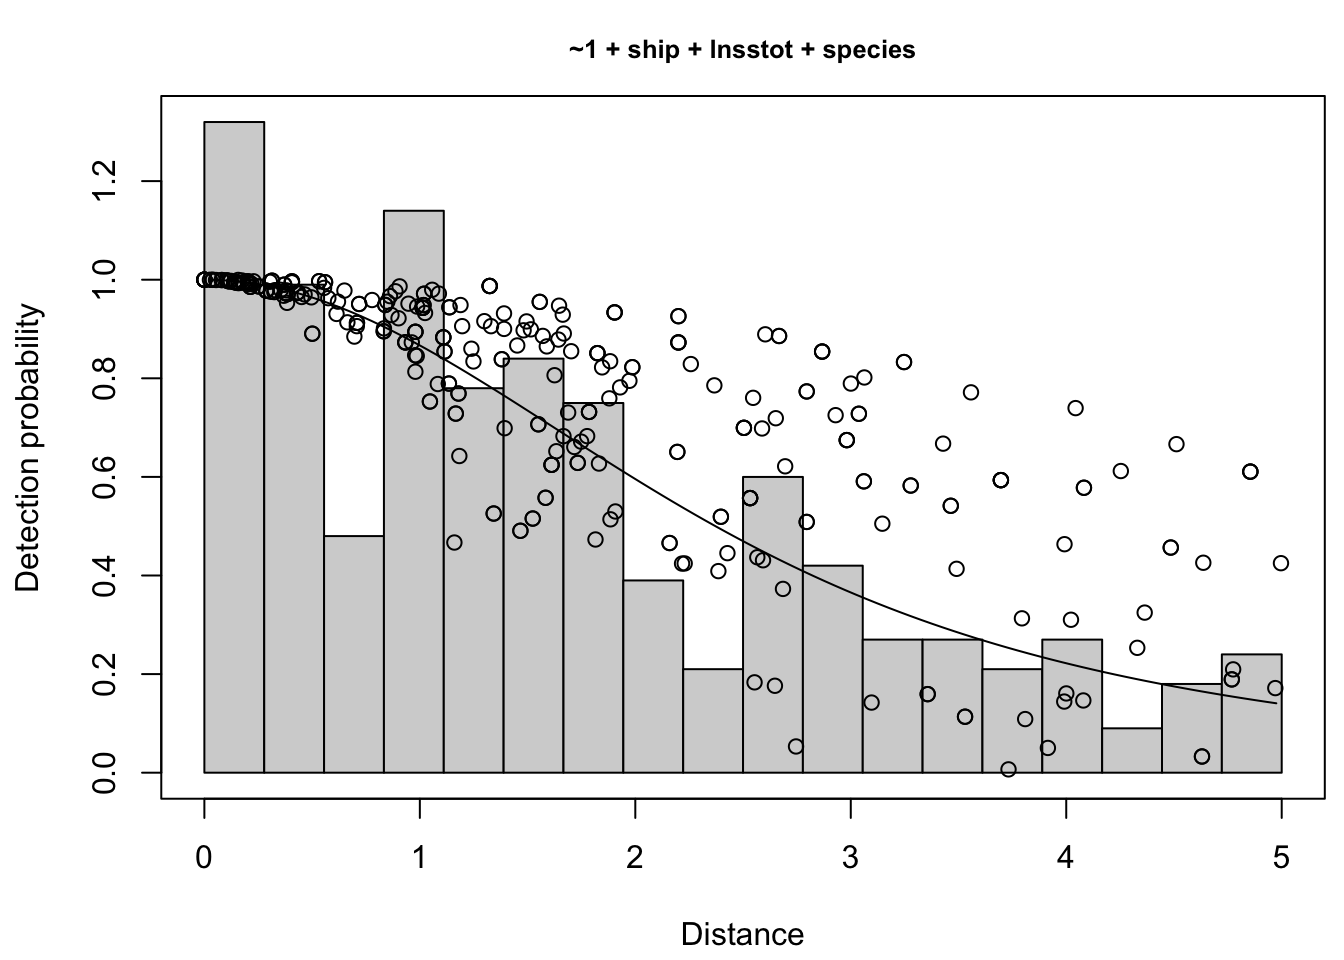 ~1 + ship + lnsstot + species
Detection probability
1.2
1.0
0.8
0.6
0.4
0.2
0.0
0 1 2 3 4 5
Distance